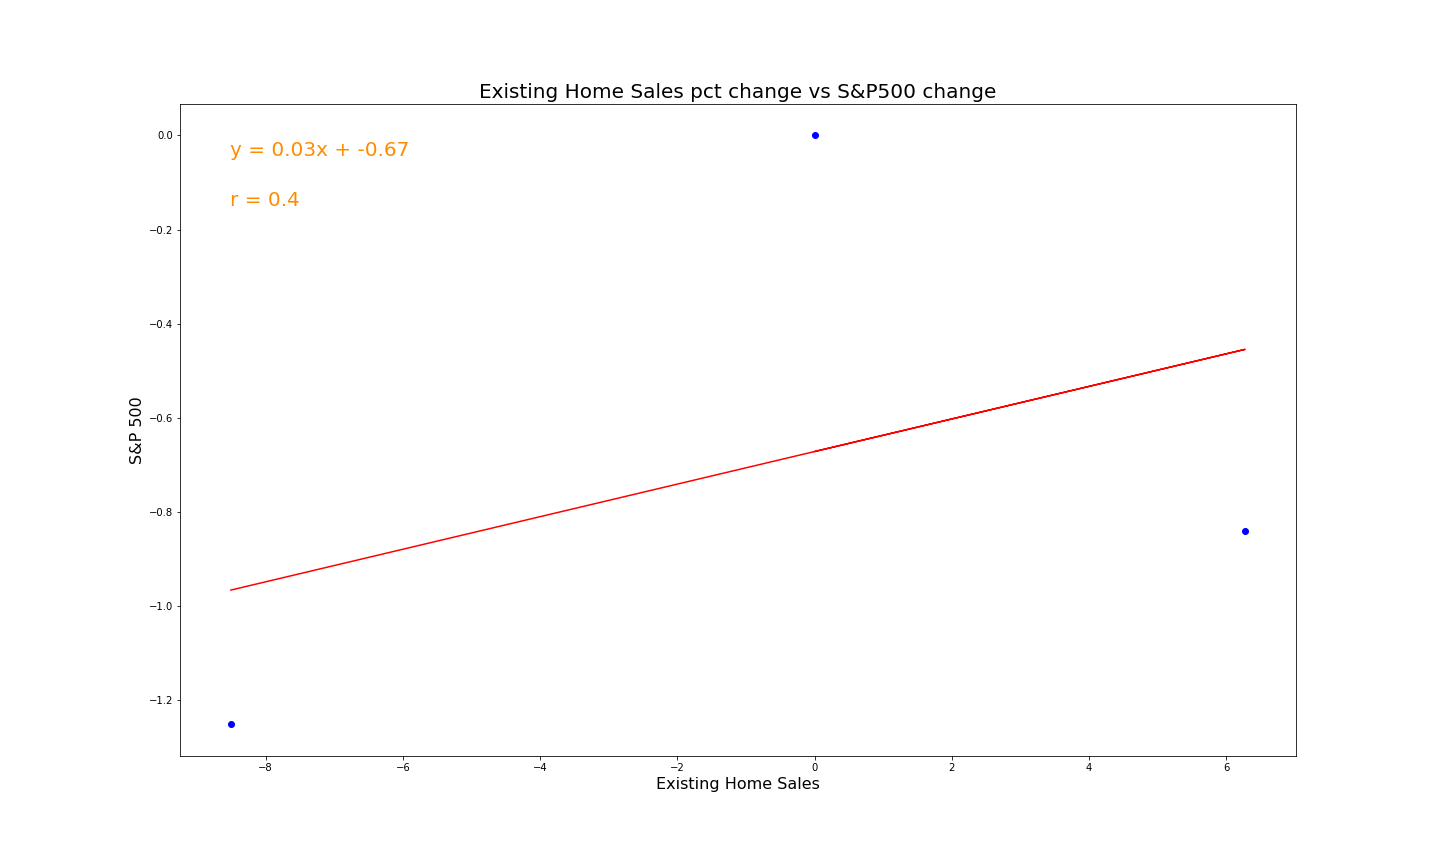 Existing Home Sales pct change vs S&P500 change
y = 0.03x + -0.67
r = 0.4
0.0
−0.2
−0.4
−0.6
−0.8
−1.0
−1.2
S&P 500
−8 −6 −4 −2 0 2 4 6
Existing Home Sales